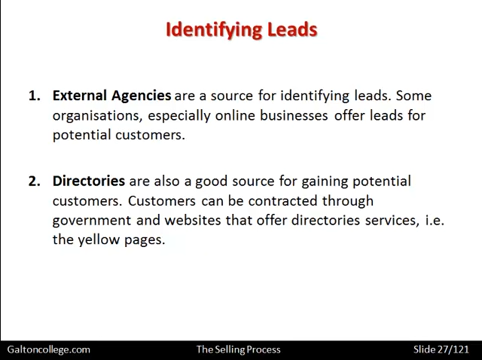 Identifying Leads
1. External Agencies are a source for identifying leads. Some
organisations, especially online businesses offer leads for
potential customers.
2. Directories are also a good source for gaining potential
customers. Customers can be contracted through
government and websites that offer directories services, i.e.
the yellow pages.
Galtoncollege.com The Selling Process Slide 27/121